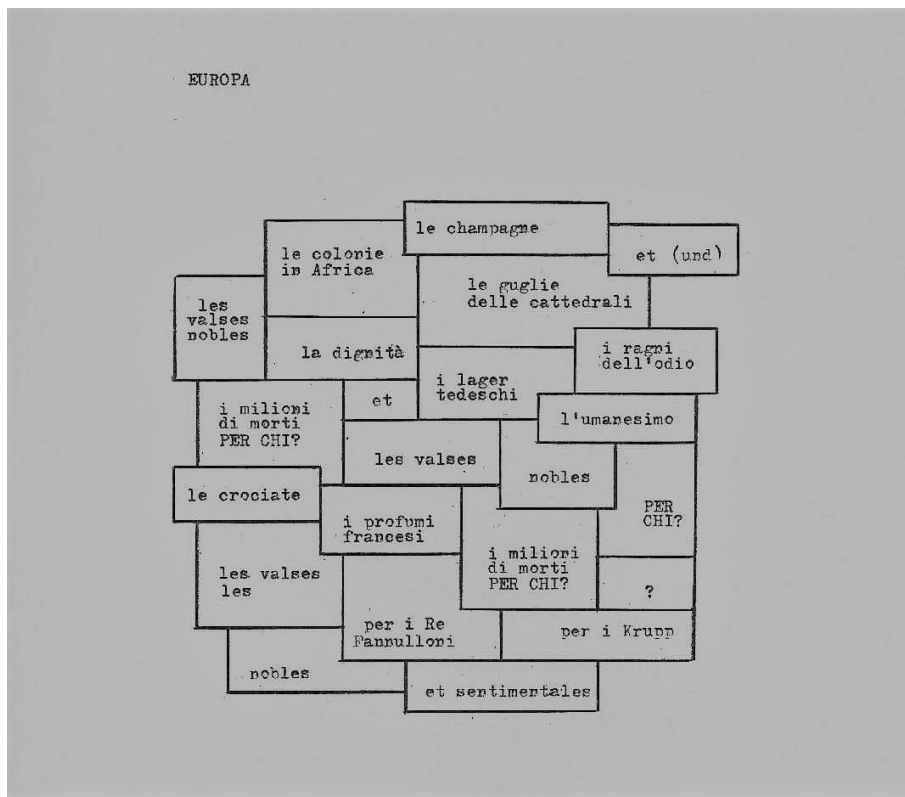 EUROPA
le champagne
et (und)
le colonie
in Africa
le guglie
delle cattedrali
les
valses
nobles
la dignità
i ragni
dell'odio
i lager
tedeschi
et
i milioni
di morti
PER CHI?
l'umanesimo
les valses
nobles
le crociate
PER
CHI?
i profumi
francesi
i milioni
di morti
PER CHI?
les valses
les
?
per i Re
Fannulloni
per i Krupp
nobles
et sentimentales